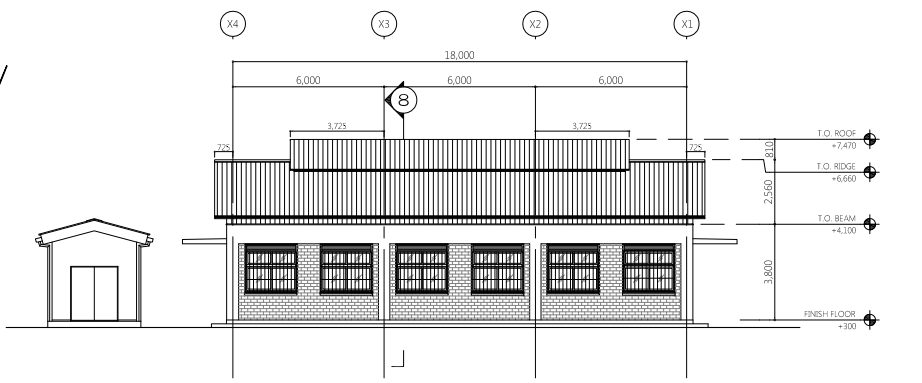 X4 X3 X2 X1
18,000
6,000 6,000 6,000
8
3,725 3,725
725 725
T.O. ROOF
+7,470
810
T.O. RIDGE
+6,660
2,560
T.O. BEAM
+4,100
3,800
FINISH FLOOR
+300